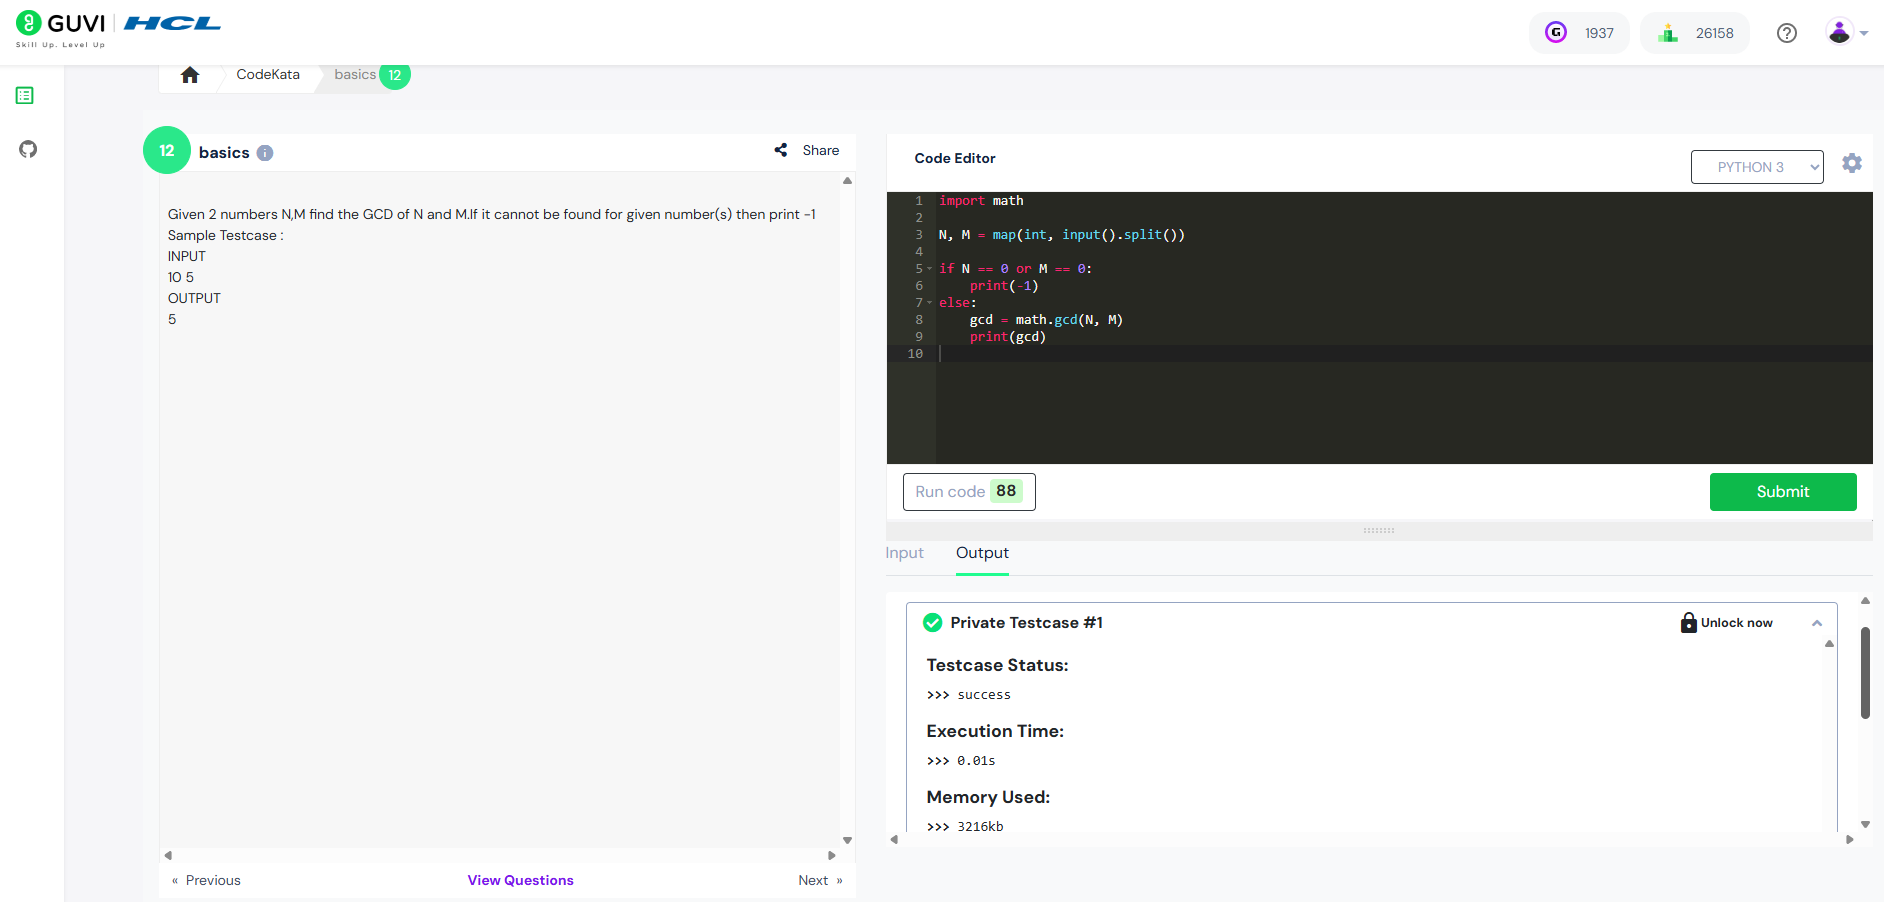 GUVI HCL
Skill Up. Level Up
1937
26158
CodeKata
basics 12
12 basics
Share
Given 2 numbers N,M find the GCD of N and M.If it cannot be found for given number(s) then print -1
Sample Testcase :
INPUT
10 5
OUTPUT
5
« Previous
View Questions
Next »
Code Editor
PYTHON 3
1 import math
2
3 N, M = map(int, input().split())
4
5 if N == 0 or M == 0:
6     print(-1)
7 else:
8     gcd = math.gcd(N, M)
9     print(gcd)
10
Run code 88
Submit
Input
Output
Private Testcase #1
Unlock now
Testcase Status:
>>> success
Execution Time:
>>> 0.01s
Memory Used:
>>> 3216kb